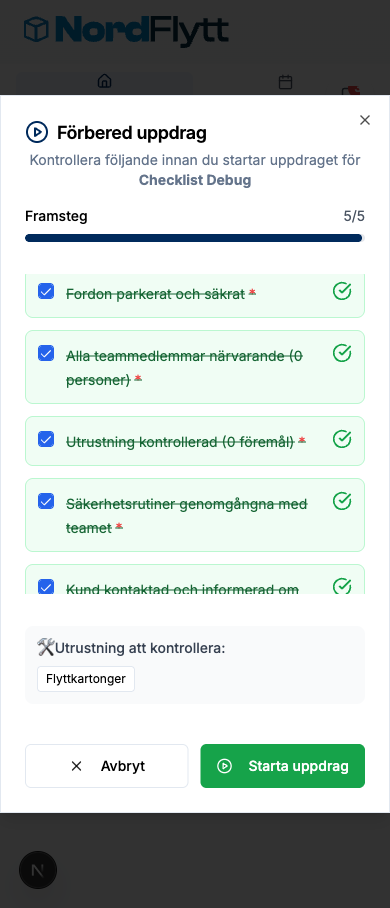 NordFlytt
Förbered uppdrag
Kontrollera följande innan du startar uppdraget för
Checklist Debug
Framsteg
5/5
Fordon parkerat och säkrat *
Alla teammedlemmar närvarande (0
personer) *
Utrustning kontrollerad (0 föremål) *
Säkerhetsrutiner genomgångna med
teamet *
Kund kontaktad och informerad om
🛠️Utrustning att kontrollera:
Flyttkartonger
Avbryt
Starta uppdrag
N